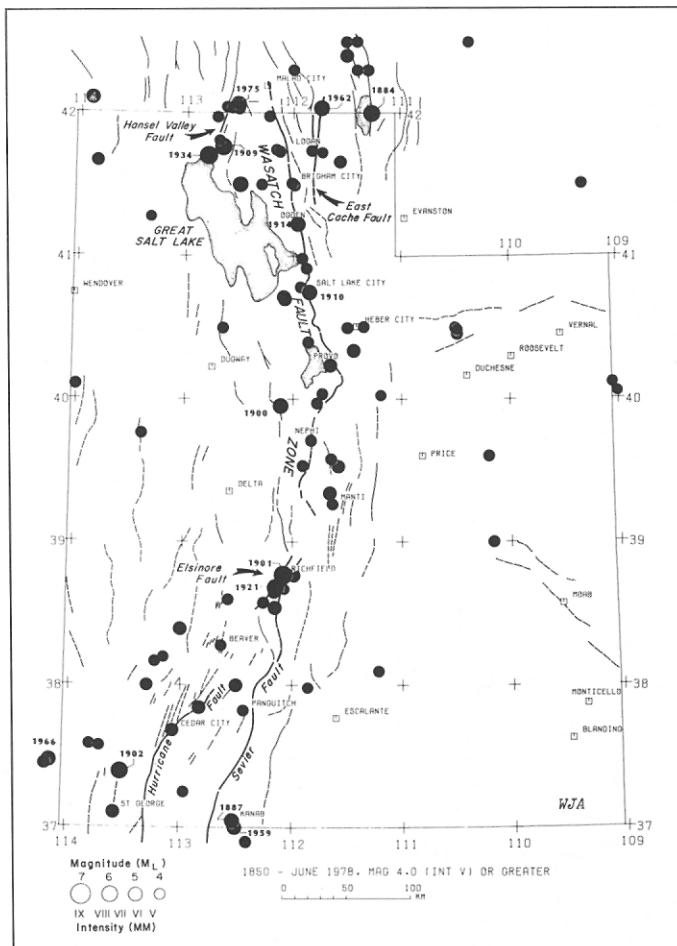 113
1975
MALAD CITY
112
1962
1884
111
42
42
Hansel Valley
Fault
1934
1909
LOGAN
WASATCH
BRIGHAM CITY
East
Cache Fault
OGDEN
1914
EVANSTON
GREAT
SALT LAKE
41
110
109
41
WENDOVER
SALT LAKE CITY
1910
FAULT
HEBER CITY
VERNAL
ROOSEVELT
DUGWAY
PROVO
DUCHESNE
40
40
1900
NEPHI
ZONE
PRICE
DELTA
MANTI
39
39
Elsinore
Fault
1901
RICHFIELD
1921
MOAB
BEAVER
38
38
Fault
MONTICELLO
PANGUITCH
ESCALANTE
CEDAR CITY
BLANDING
1966
1902
Hurricane Fault
Sevier
ST GEORGE
1887
KANAB
WJA
37
37
1959
114
113
112
111
110
109
Magnitude (ML)
7 6 5 4
IX VIII VII VI V
Intensity (MM)
1850 - JUNE 1978. MAG 4.0 (INT V) OR GREATER
0 50 100
KM